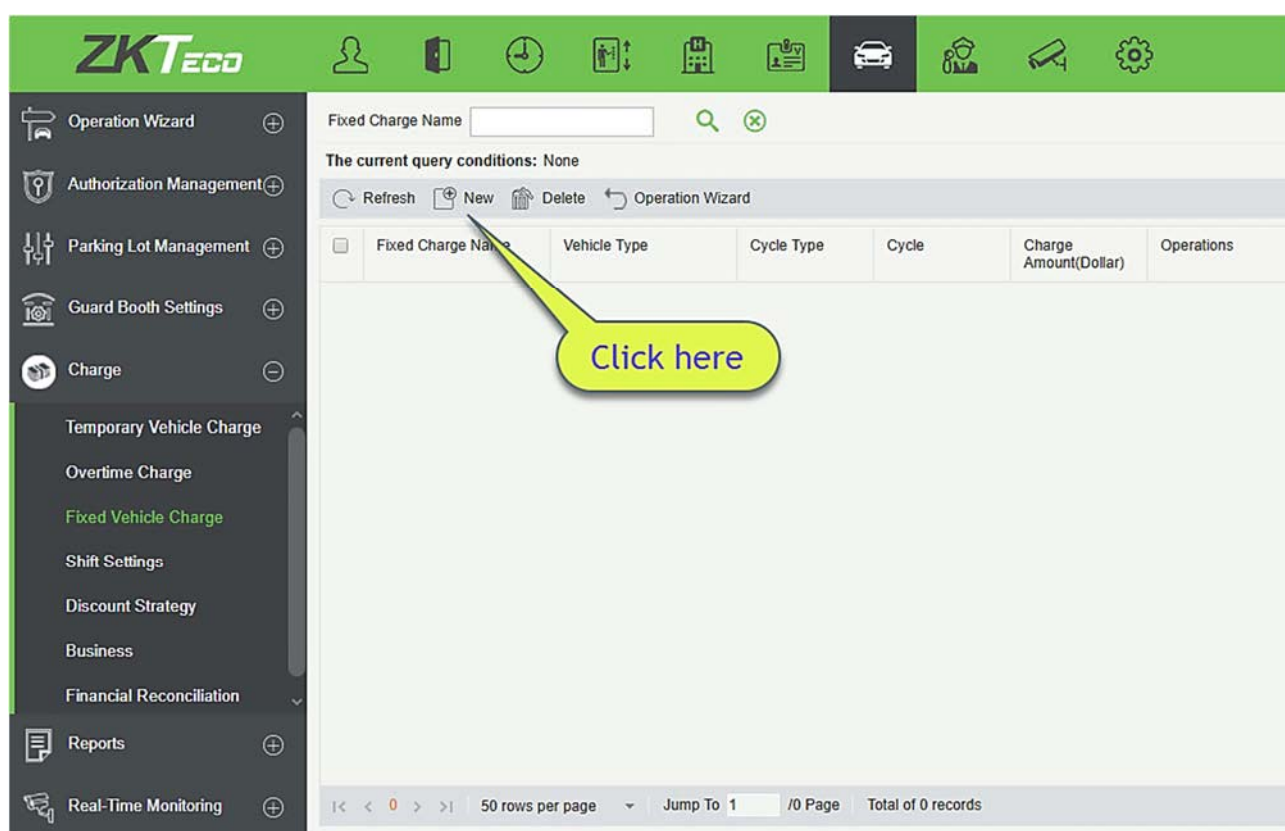 ZKTECO
Operation Wizard
Authorization Management
Parking Lot Management
Guard Booth Settings
Charge
Temporary Vehicle Charge
Overtime Charge
Fixed Vehicle Charge
Shift Settings
Discount Strategy
Business
Financial Reconciliation
Reports
Real-Time Monitoring
Fixed Charge Name
The current query conditions: None
Refresh New Delete Operation Wizard
Fixed Charge Name Vehicle Type Cycle Type Cycle Charge Amount(Dollar) Operations
Click here
|< < 0 > >| 50 rows per page Jump To 1 /0 Page Total of 0 records